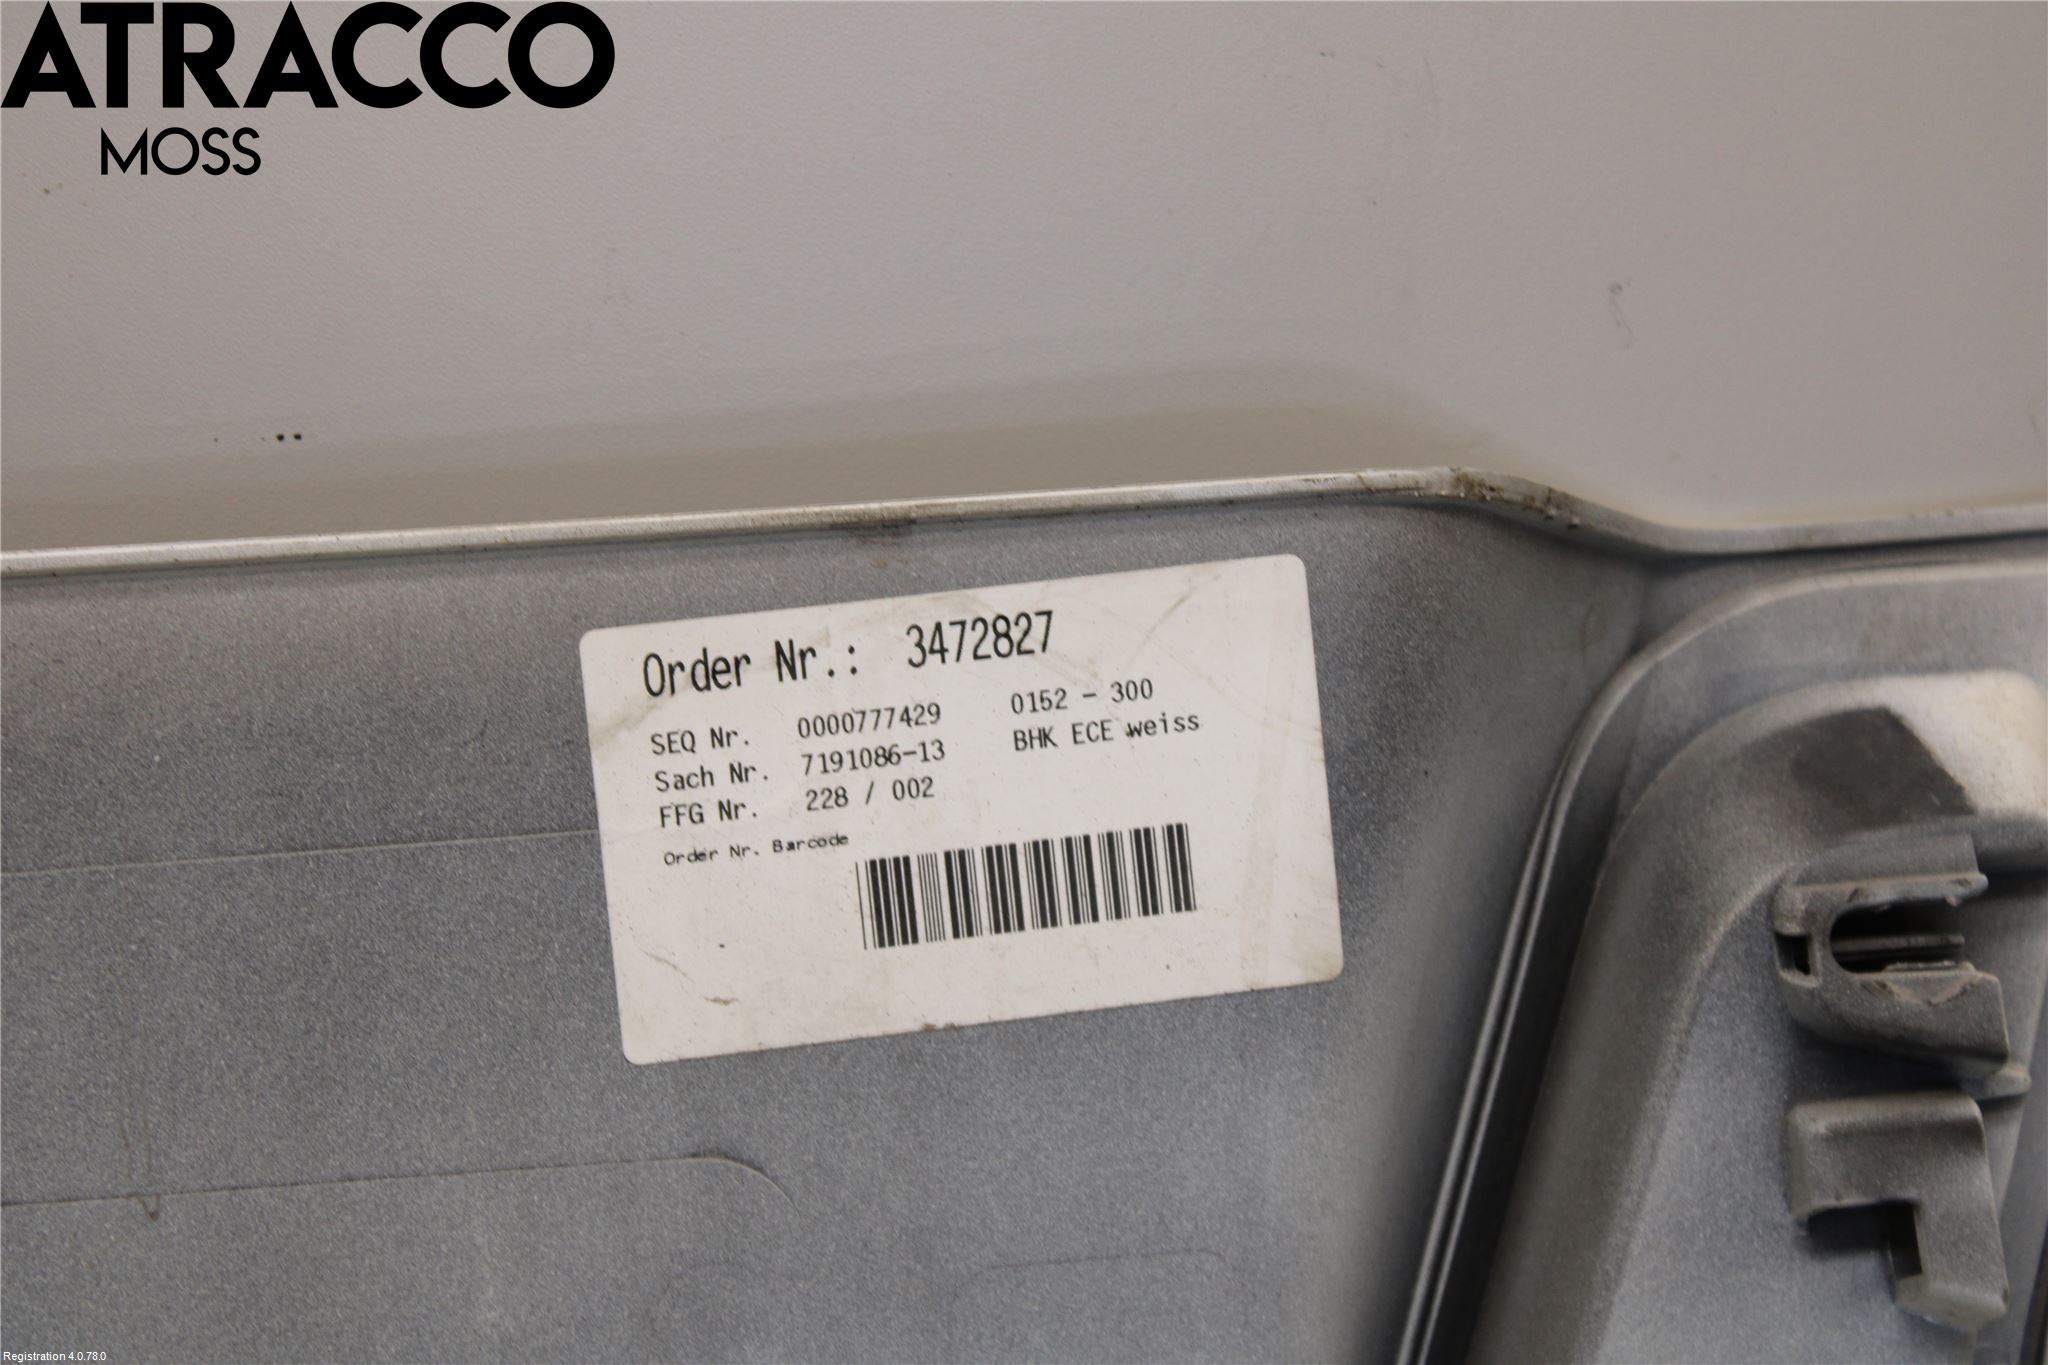 ATRACCO
MOSS
Order Nr.: 3472827
SEQ Nr. 0000777429 0152 - 300
Sach Nr. 7191086-13 BHK ECE weiss
FFG Nr. 228 / 002
Order Nr. Barcode
Registration 4.0.78.0